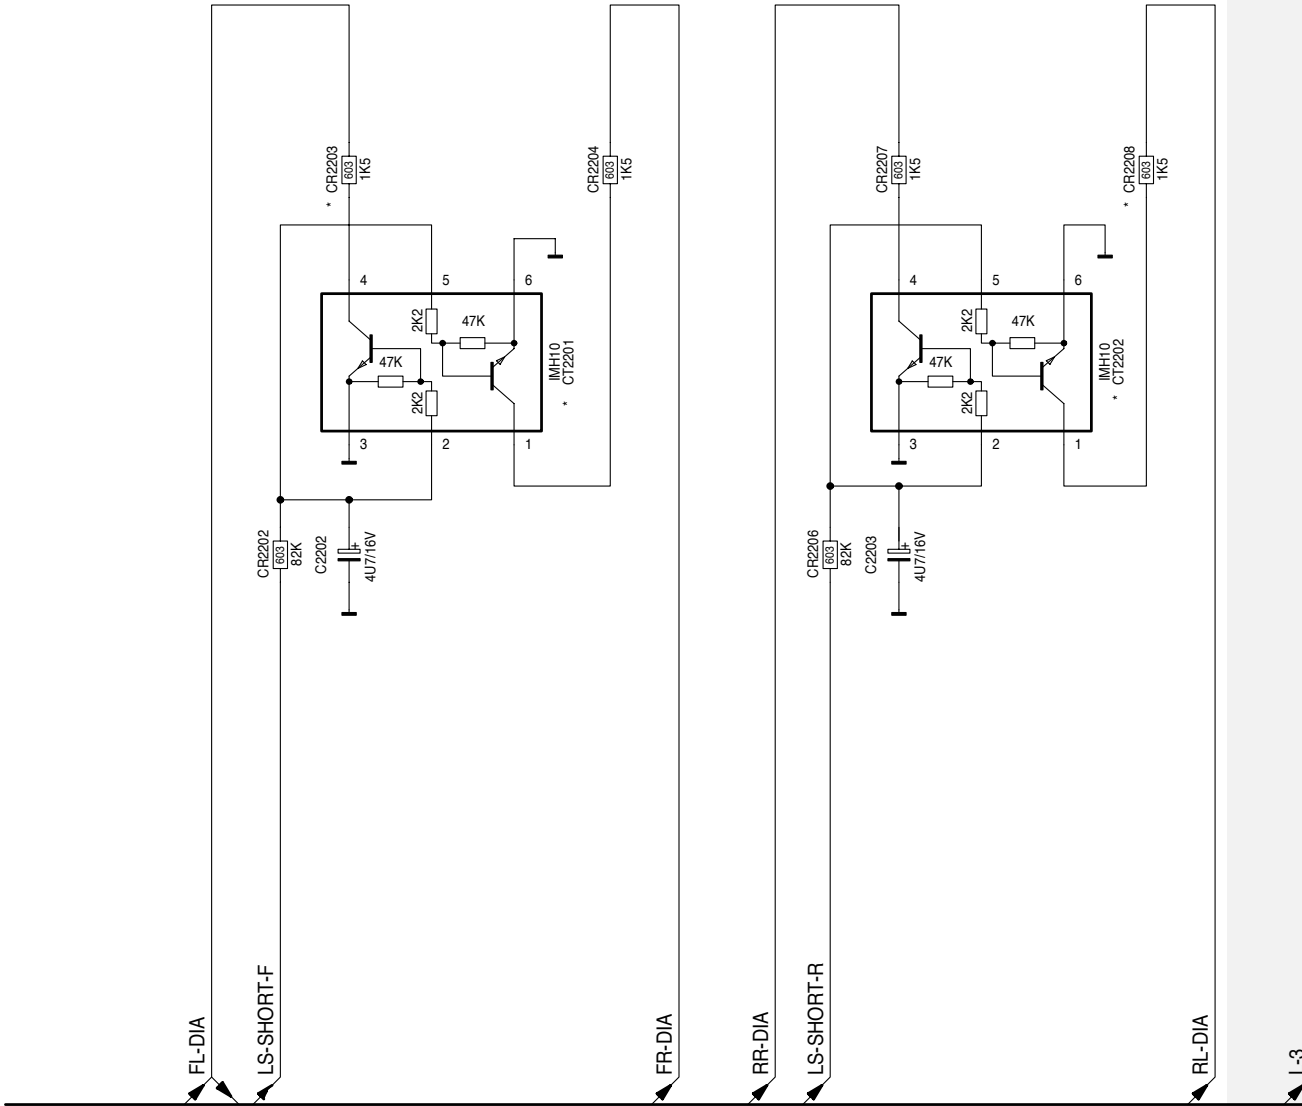 CR2203
603
1K5
*
CR2204
603
1K5
CR2207
603
1K5
CR2208
603
1K5
*
4
5
6
2K2
47K
47K
2K2
IMH10
CT2201
*
3
2
1
4
5
6
2K2
47K
47K
2K2
IMH10
CT2202
*
3
2
1
CR2202
603
82K
C2202
+
4U7/16V
CR2206
603
82K
C2203
+
4U7/16V
FL-DIA
LS-SHORT-F
FR-DIA
RR-DIA
LS-SHORT-R
RL-DIA